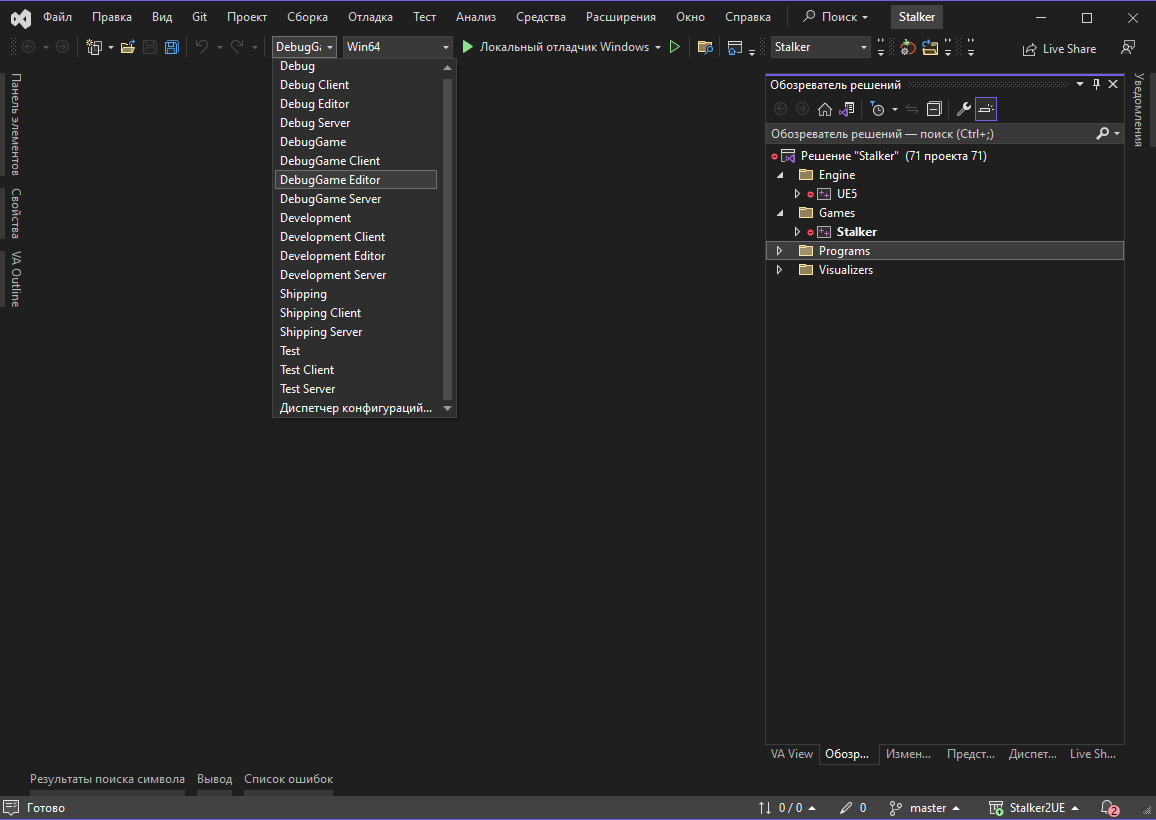 Файл Правка Вид Git Проект Сборка Отладка Тест Анализ Средства Расширения Окно Справка Поиск Stalker
DebugGa Win64 Локальный отладчик Windows Stalker Live Share
Debug
Debug Client
Debug Editor
Debug Server
DebugGame
DebugGame Client
DebugGame Editor
DebugGame Server
Development
Development Client
Development Editor
Development Server
Shipping
Shipping Client
Shipping Server
Test
Test Client
Test Server
Диспетчер конфигураций...
Панель элементов
Свойства
VA Outline
Обозреватель решений
Обозреватель решений — поиск (Ctrl+;)
Решение "Stalker" (71 проекта 71)
Engine
UE5
Games
Stalker
Programs
Visualizers
Уведомления
VA View Обозр... Измен... Предст... Диспет... Live Sh...
Результаты поиска символа Вывод Список ошибок
Готово 0 / 0 0 master Stalker2UE 2